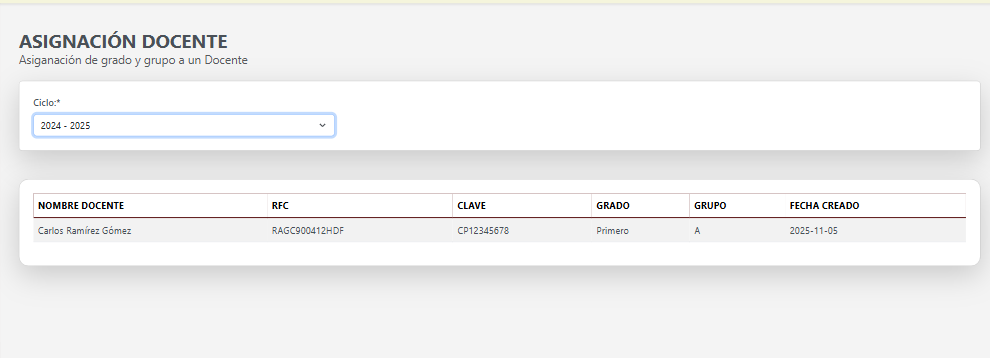 ASIGNACIÓN DOCENTE
Asiganación de grado y grupo a un Docente
Ciclo:*
2024 - 2025
NOMBRE DOCENTE RFC CLAVE GRADO GRUPO FECHA CREADO
Carlos Ramírez Gómez RAGC900412HDF CP12345678 Primero A 2025-11-05